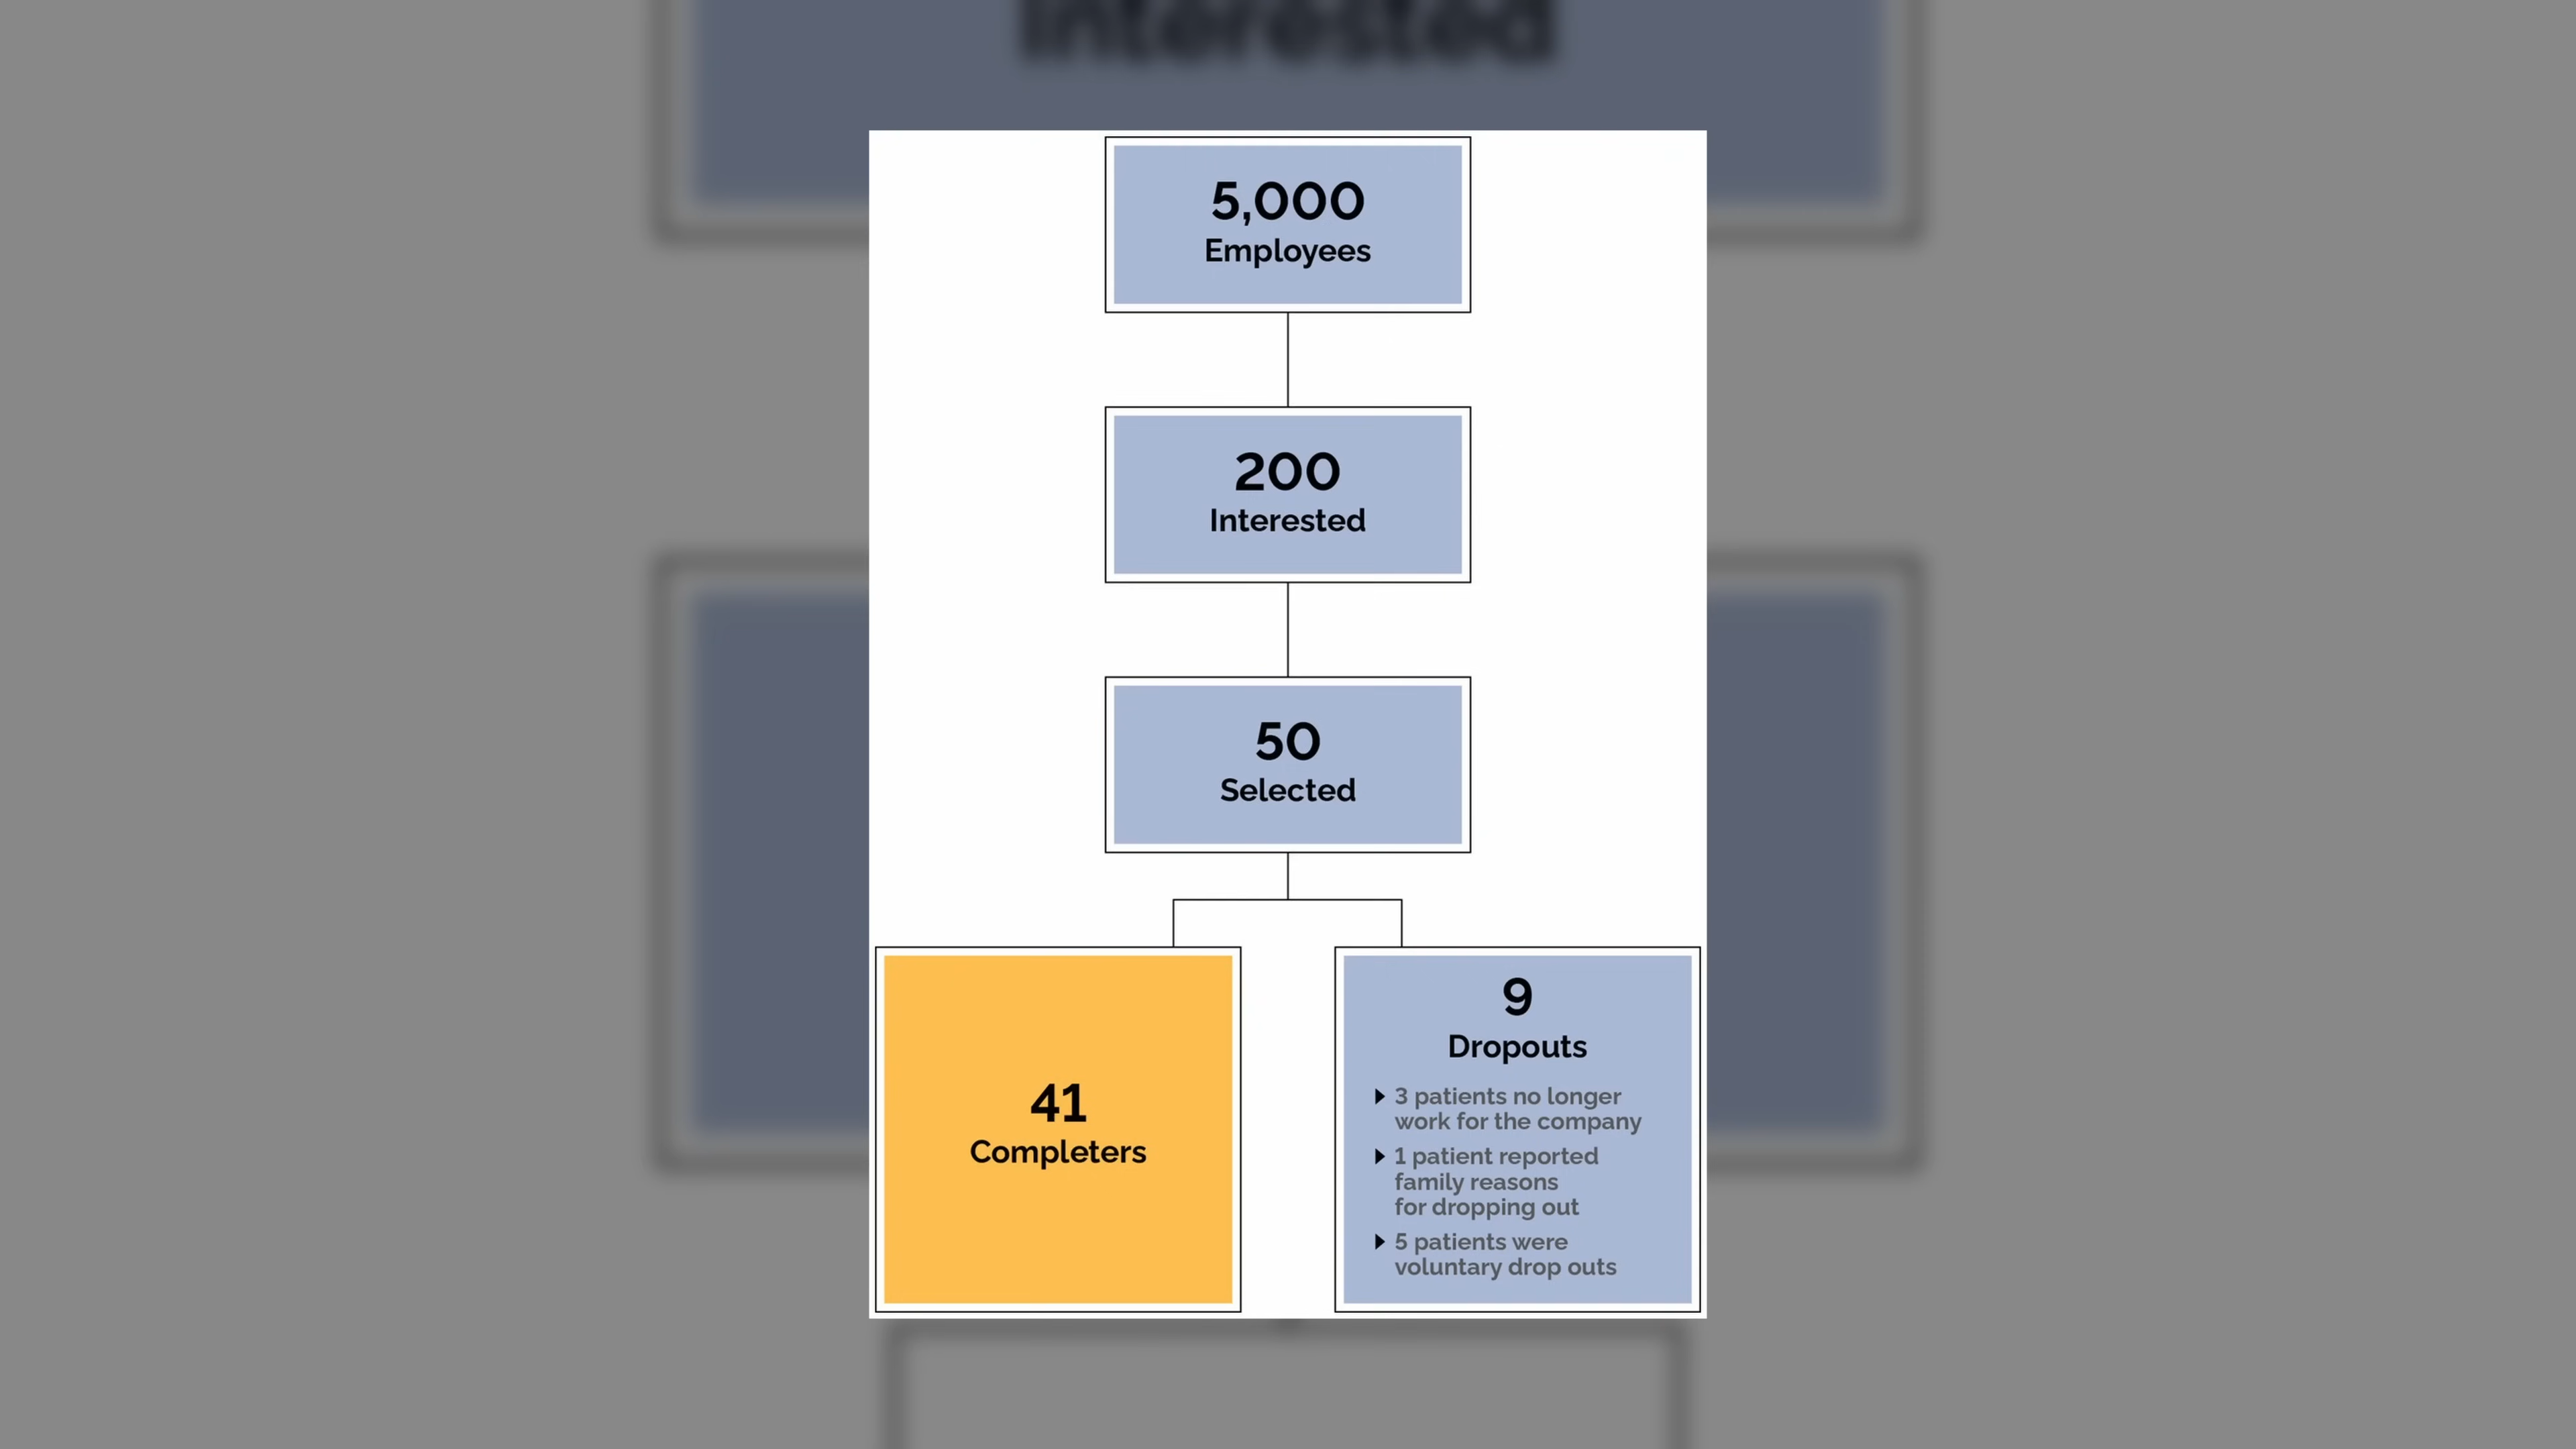 Interested
5,000
Employees
200
Interested
50
Selected
41
Completers
9
Dropouts
3 patients no longer
work for the company
1 patient reported
family reasons
for dropping out
5 patients were
voluntary drop outs